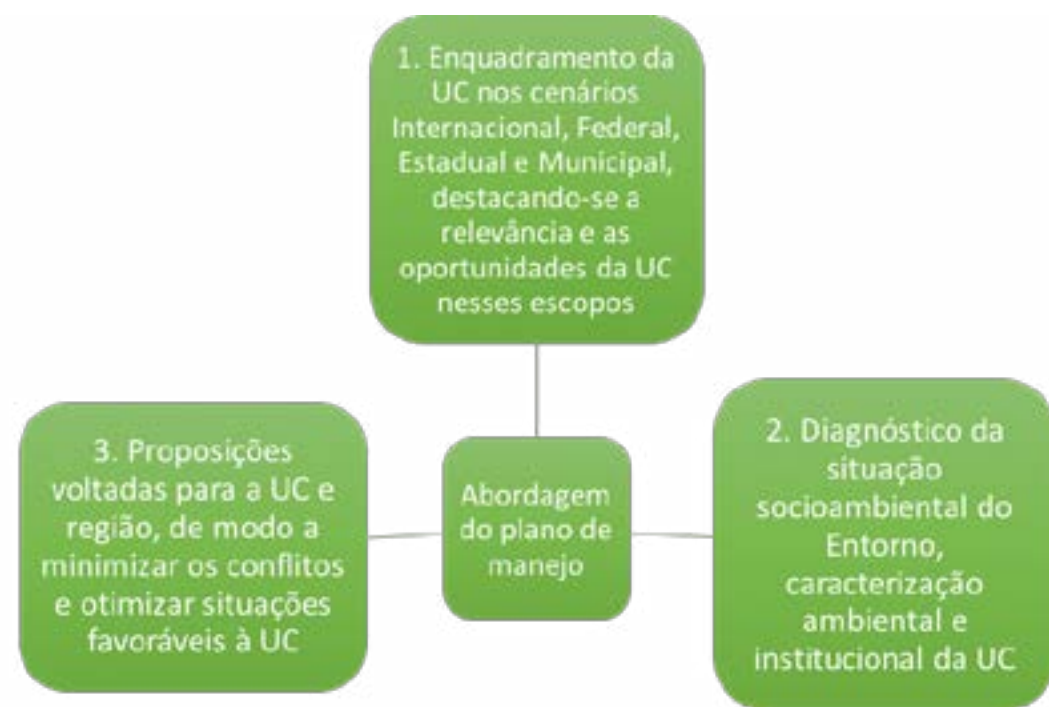 1. Enquadramento da
UC nos cenários
Internacional, Federal,
Estadual e Municipal,
destacando-se a
relevância e as
oportunidades da UC
nesses escopos
Abordagem
do plano de
manejo
2. Diagnóstico da
situação
socioambiental do
Entorno,
caracterização
ambiental e
institucional da UC
3. Proposições
voltadas para a UC e
região, de modo a
minimizar os conflitos
e otimizar situações
favoráveis à UC